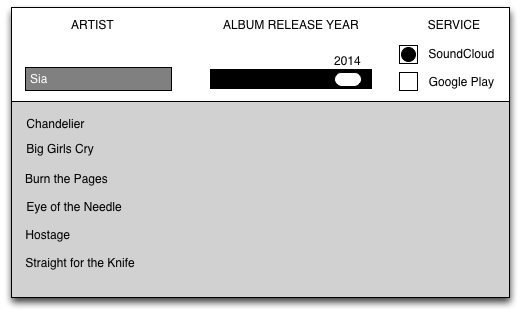 ARTIST
ALBUM RELEASE YEAR
SERVICE
2014
SoundCloud
Sia
Google Play
Chandelier
Big Girls Cry
Burn the Pages
Eye of the Needle
Hostage
Straight for the Knife